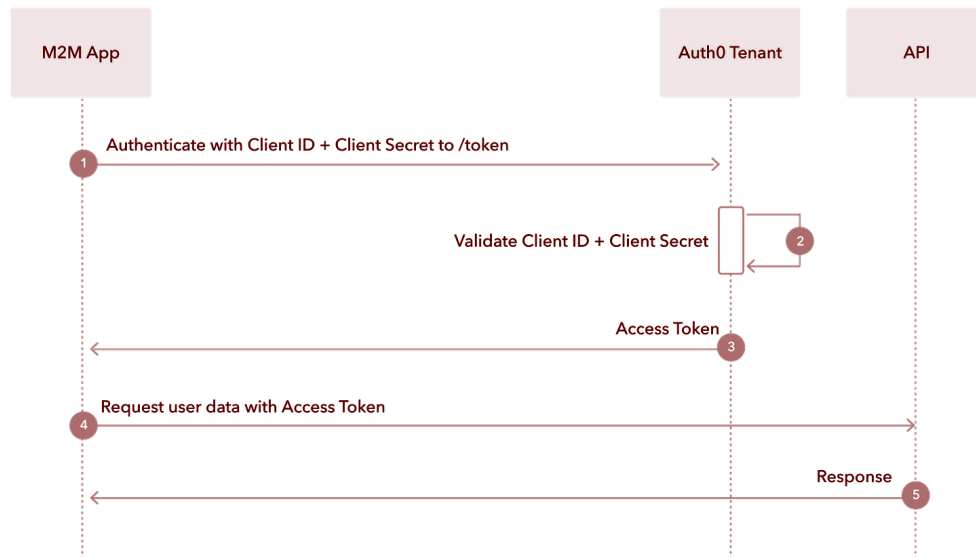 M2M App
Auth0 Tenant
API
Authenticate with Client ID + Client Secret to /token
1
Validate Client ID + Client Secret
2
Access Token
3
Request user data with Access Token
4
Response
5